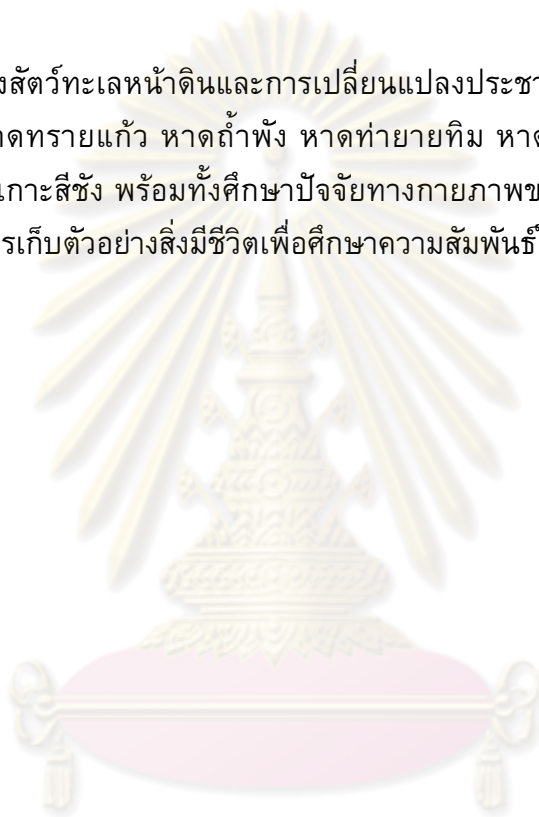 งสัตว์ทะเลหน้าดินและการเปลี่ยนแปลงประชา
าดทรายแก้ว หาดถ้ำพัง หาดท่ายายทิม หาด
เกาะสีชัง พร้อมทั้งศึกษาปัจจัยทางกายภาพข
รเก็บตัวอย่างสิ่งมีชีวิตเพื่อศึกษาความสัมพันธ์ใ